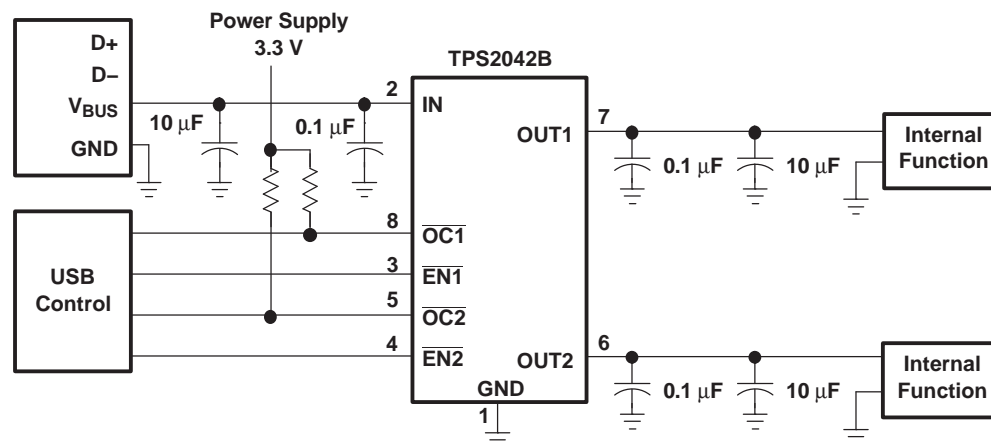 Power Supply
3.3 V
TPS2042B
D+
D−
V_BUS
GND
10 µF
0.1 µF
2
IN
OUT1
7
0.1 µF
10 µF
Internal
Function
USB
Control
8
OC1
3
EN1
5
OC2
4
EN2
OUT2
6
GND
1
0.1 µF
10 µF
Internal
Function